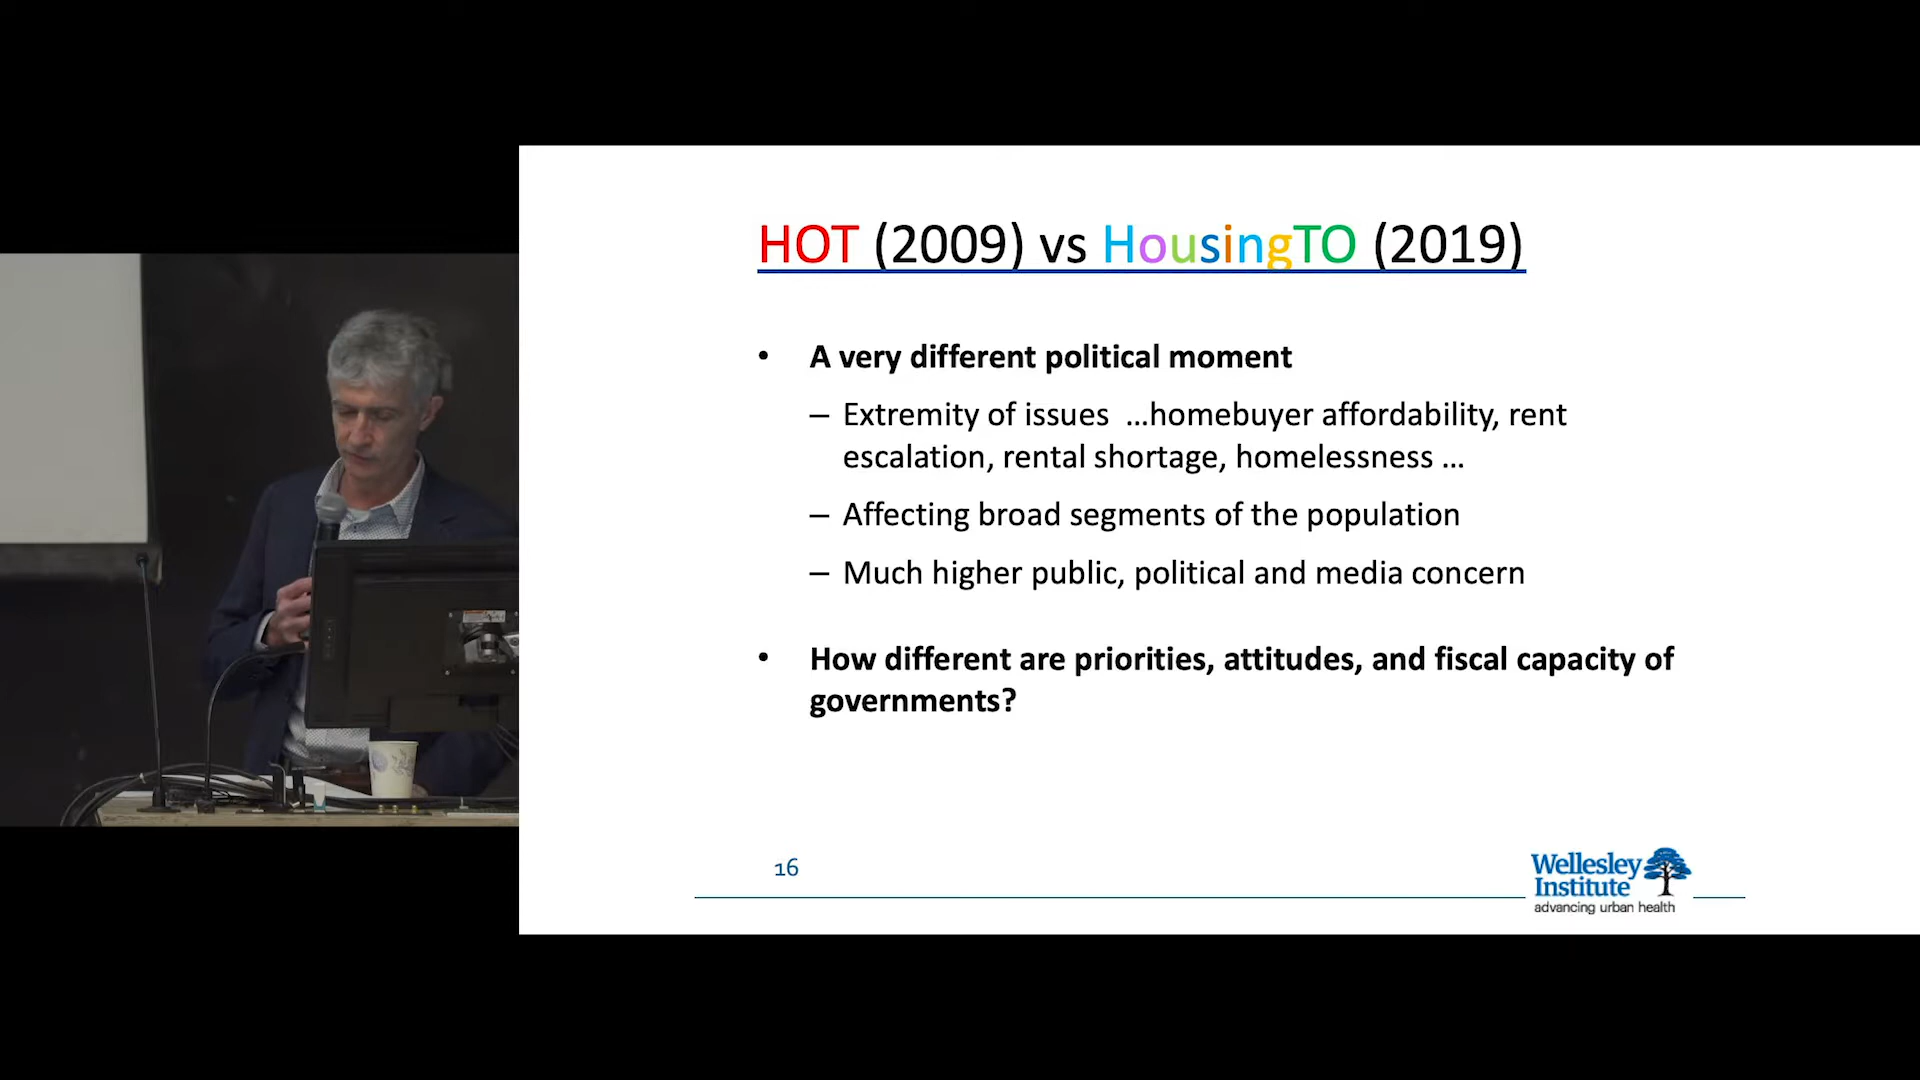 HOT (2009) vs HousingTO (2019)
• A very different political moment
– Extremity of issues …homebuyer affordability, rent
escalation, rental shortage, homelessness …
– Affecting broad segments of the population
– Much higher public, political and media concern
• How different are priorities, attitudes, and fiscal capacity of
governments?
16
Wellesley
Institute
advancing urban health